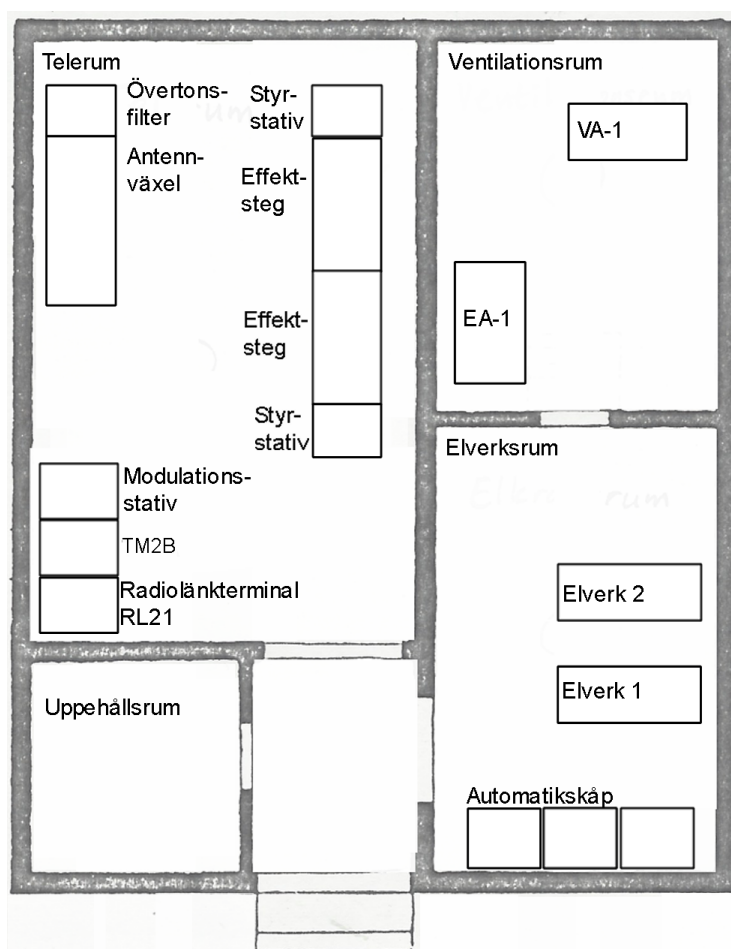 Telerum
Övertons-
filter
Antenn-
växel
Styr-
stativ
Effekt-
steg
Effekt-
steg
Styr-
stativ
Modulations-
stativ
TM2B
Radiolänkterminal
RL21
Ventilationsrum
VA-1
EA-1
Elverksrum
rum
Elverk 2
Elverk 1
Automatikskåp
Uppehållsrum